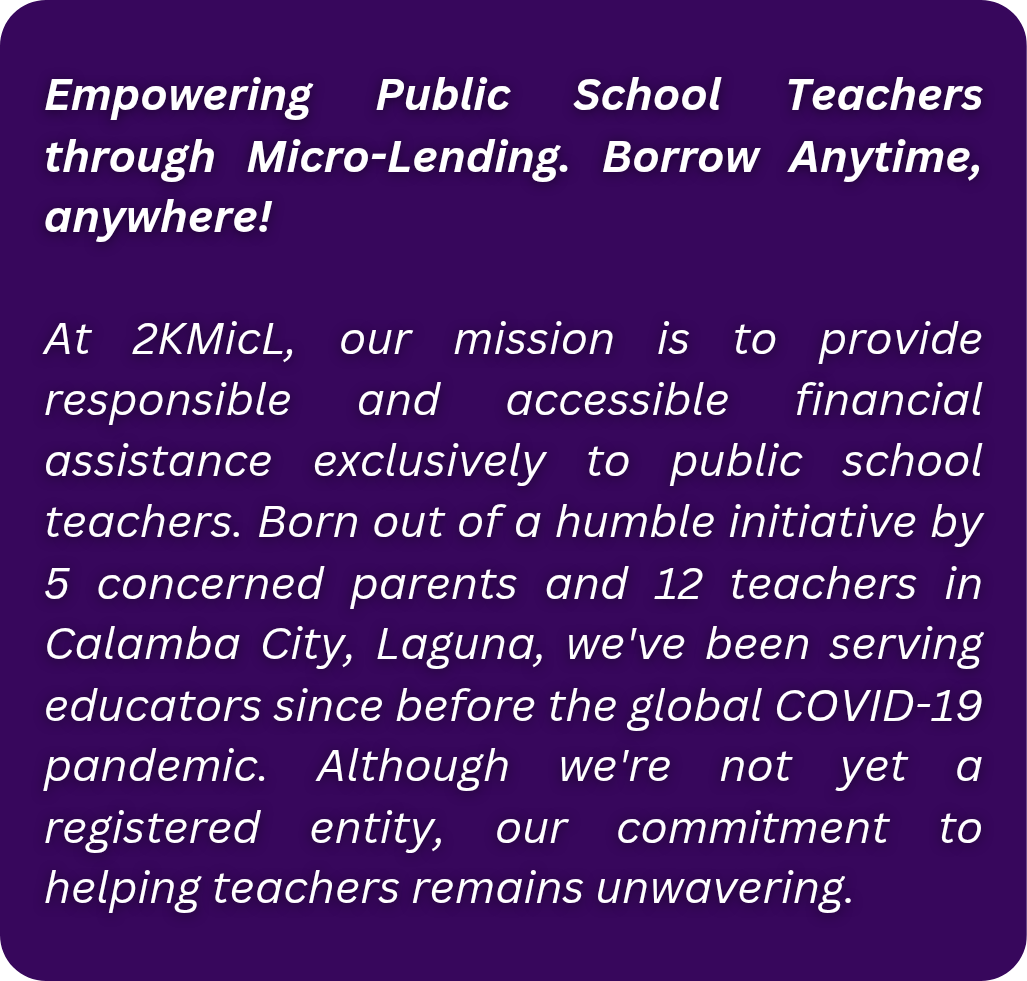 Empowering Public School Teachers
through Micro-Lending. Borrow Anytime,
anywhere!
At 2KMicL, our mission is to provide
responsible and accessible financial
assistance exclusively to public school
teachers. Born out of a humble initiative by
5 concerned parents and 12 teachers in
Calamba City, Laguna, we've been serving
educators since before the global COVID-19
pandemic. Although we're not yet a
registered entity, our commitment to
helping teachers remains unwavering.